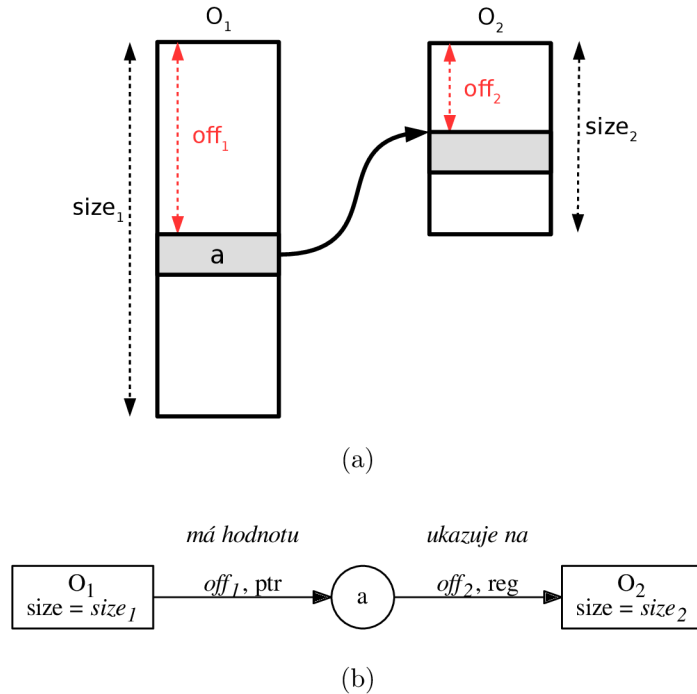 O₁ O₂
off₁ off₂
size₁ size₂
a
(a)
má hodnotu ukazuje na
O₁ off₁, ptr a off₂, reg O₂
size = size₁ size = size₂
(b)